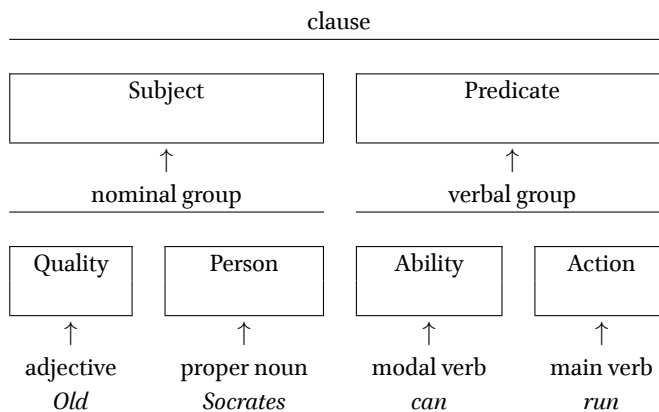 clause
Subject Predicate
↑ ↑
nominal group verbal group
Quality Person Ability Action
↑ ↑ ↑ ↑
adjective proper noun modal verb main verb
Old Socrates can run